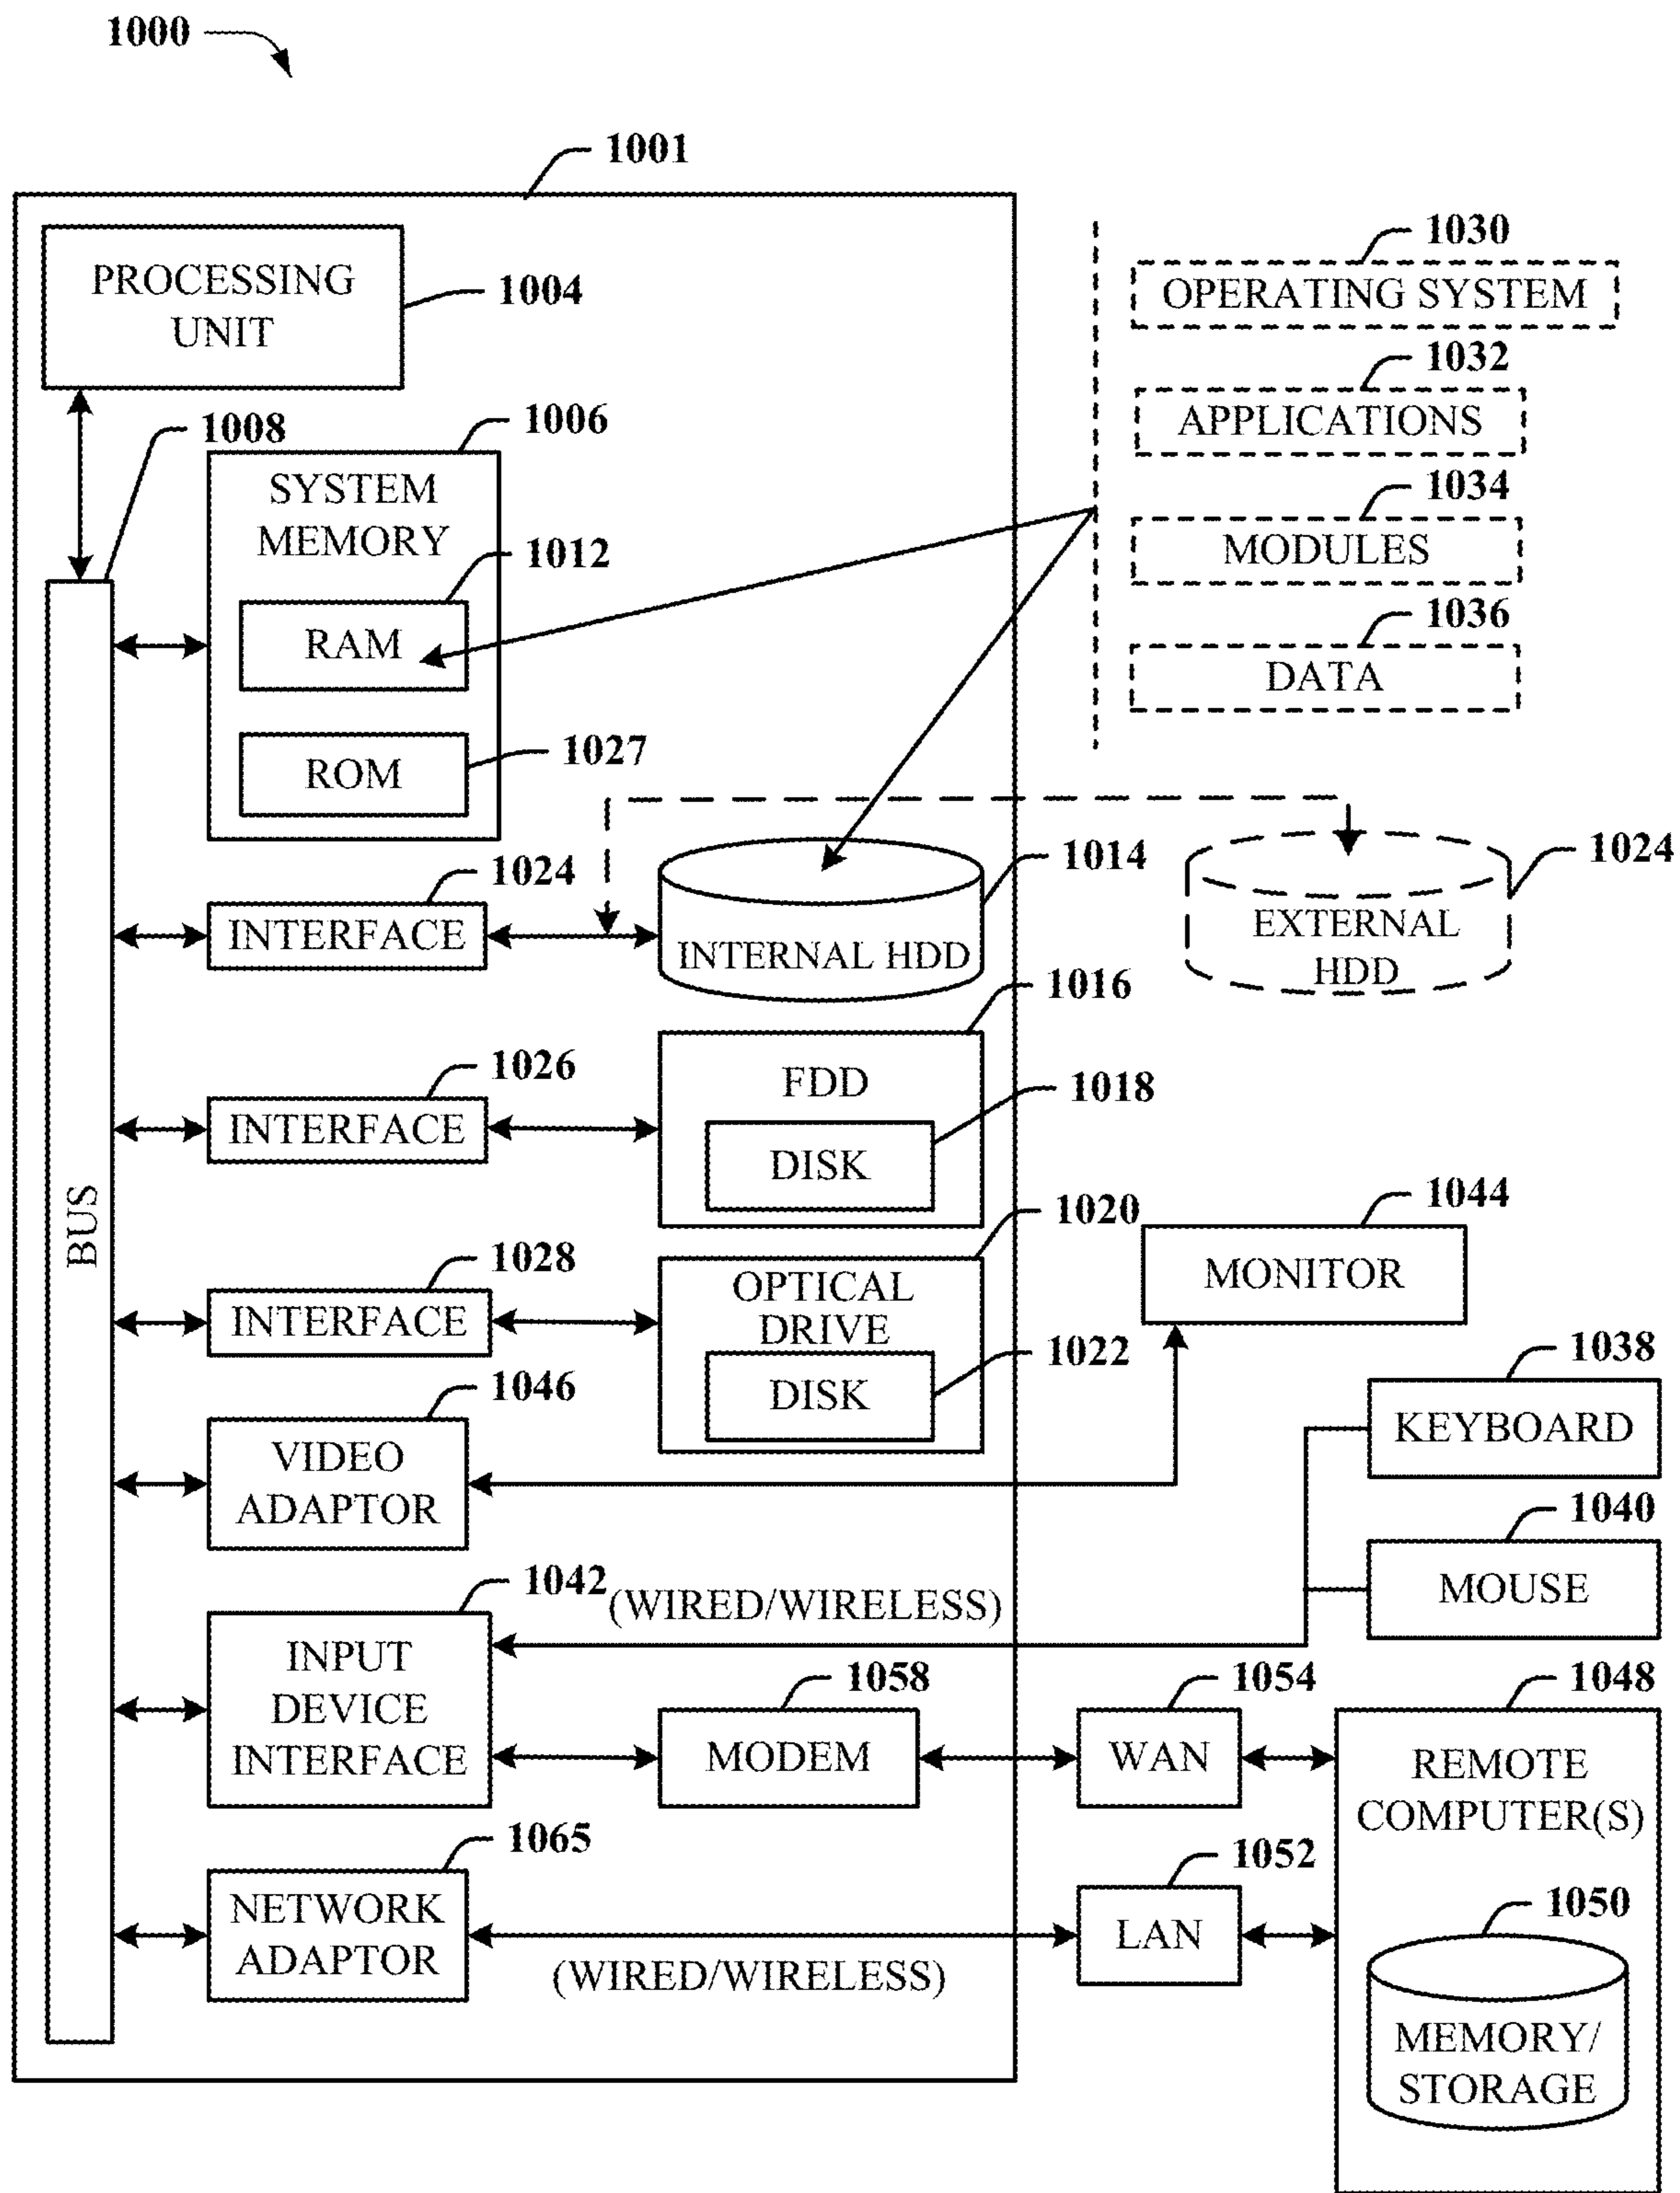 1000
1001
PROCESSING
UNIT
1004
1030
OPERATING SYSTEM
1032
APPLICATIONS
1034
MODULES
1036
DATA
1008
1006
SYSTEM
MEMORY
1012
RAM
1027
ROM
1024
INTERFACE
1014
INTERNAL HDD
1024
EXTERNAL
HDD
1026
INTERFACE
1016
FDD
1018
DISK
BUS
1028
INTERFACE
1020
OPTICAL
DRIVE
1022
DISK
1044
MONITOR
1046
VIDEO
ADAPTOR
1038
KEYBOARD
1040
MOUSE
1042
(WIRED/WIRELESS)
INPUT
DEVICE
INTERFACE
1058
MODEM
1054
WAN
1048
REMOTE
COMPUTER(S)
1065
NETWORK
ADAPTOR
(WIRED/WIRELESS)
1052
LAN
1050
MEMORY/
STORAGE